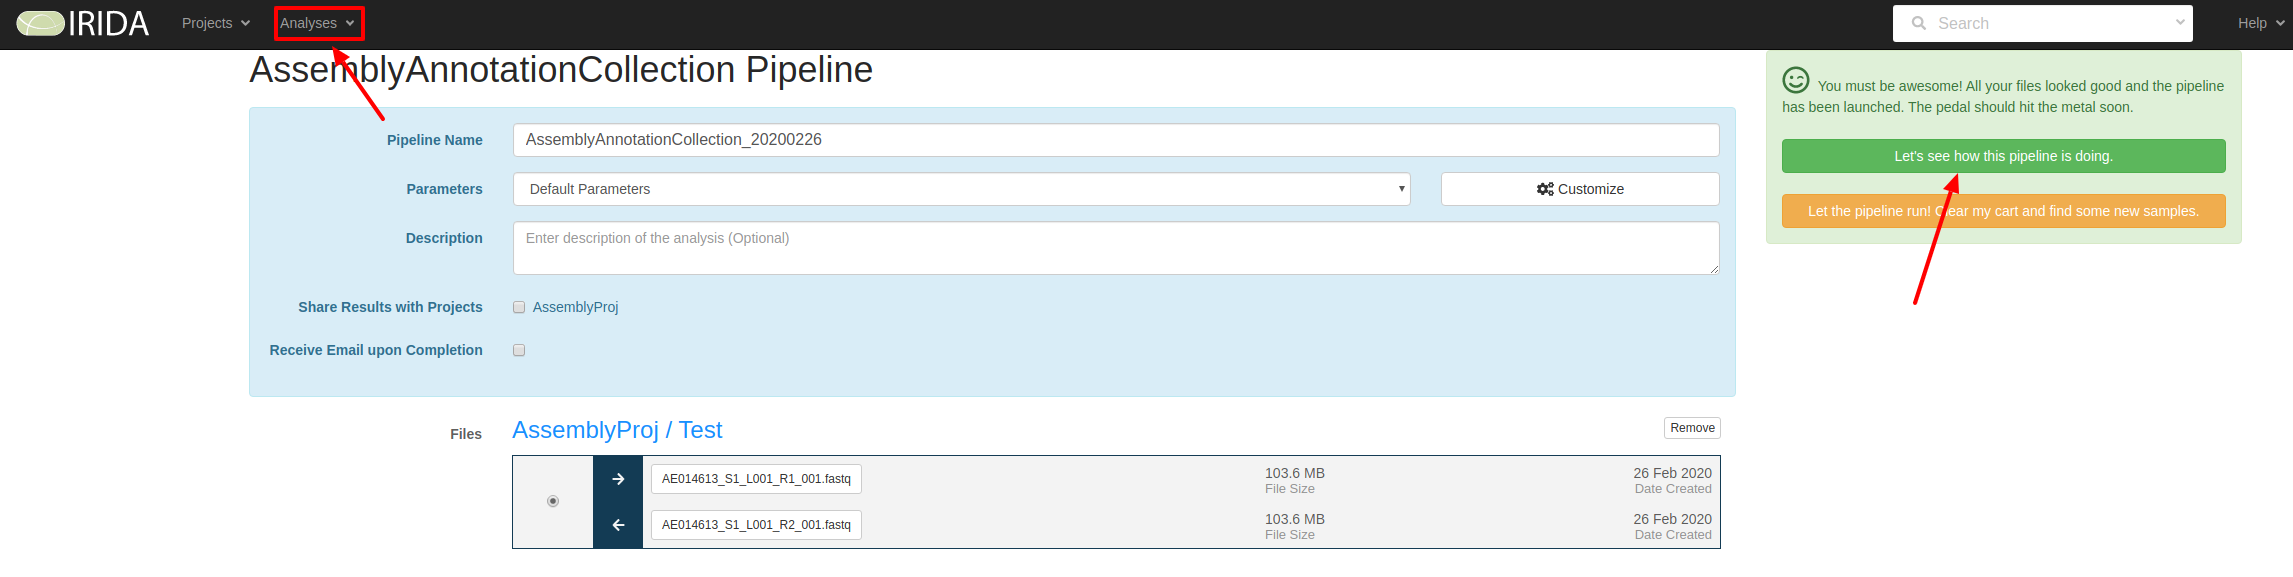 IRIDA Projects Analyses Search Help
AssemblyAnnotationCollection Pipeline
Pipeline Name AssemblyAnnotationCollection_20200226
Parameters Default Parameters Customize
Description Enter description of the analysis (Optional)
Share Results with Projects AssemblyProj
Receive Email upon Completion
You must be awesome! All your files looked good and the pipeline
has been launched. The pedal should hit the metal soon.
Let's see how this pipeline is doing.
Let the pipeline run! Clear my cart and find some new samples.
Files AssemblyProj / Test Remove
AE014613_S1_L001_R1_001.fastq 103.6 MB 26 Feb 2020
File Size Date Created
AE014613_S1_L001_R2_001.fastq 103.6 MB 26 Feb 2020
File Size Date Created